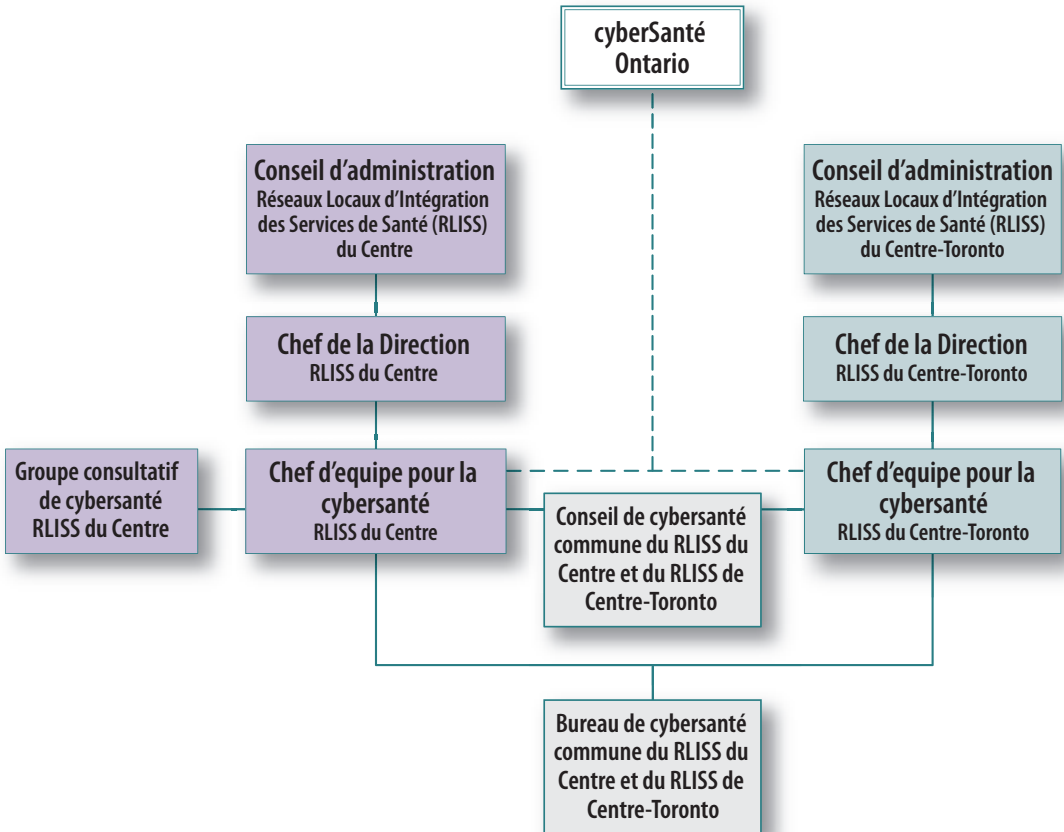 cyberSanté
Ontario
Conseil d'administration
Réseaux Locaux d'Intégration
des Services de Santé (RLISS)
du Centre
Conseil d'administration
Réseaux Locaux d'Intégration
des Services de Santé (RLISS)
du Centre-Toronto
Chef de la Direction
RLISS du Centre
Chef de la Direction
RLISS du Centre-Toronto
Groupe consultatif
de cybersanté
RLISS du Centre
Chef d'equipe pour la
cybersanté
RLISS du Centre
Conseil de cybersanté
commune du RLISS du
Centre et du RLISS de
Centre-Toronto
Chef d'equipe pour la
cybersanté
RLISS du Centre-Toronto
Bureau de cybersanté
commune du RLISS du
Centre et du RLISS de
Centre-Toronto